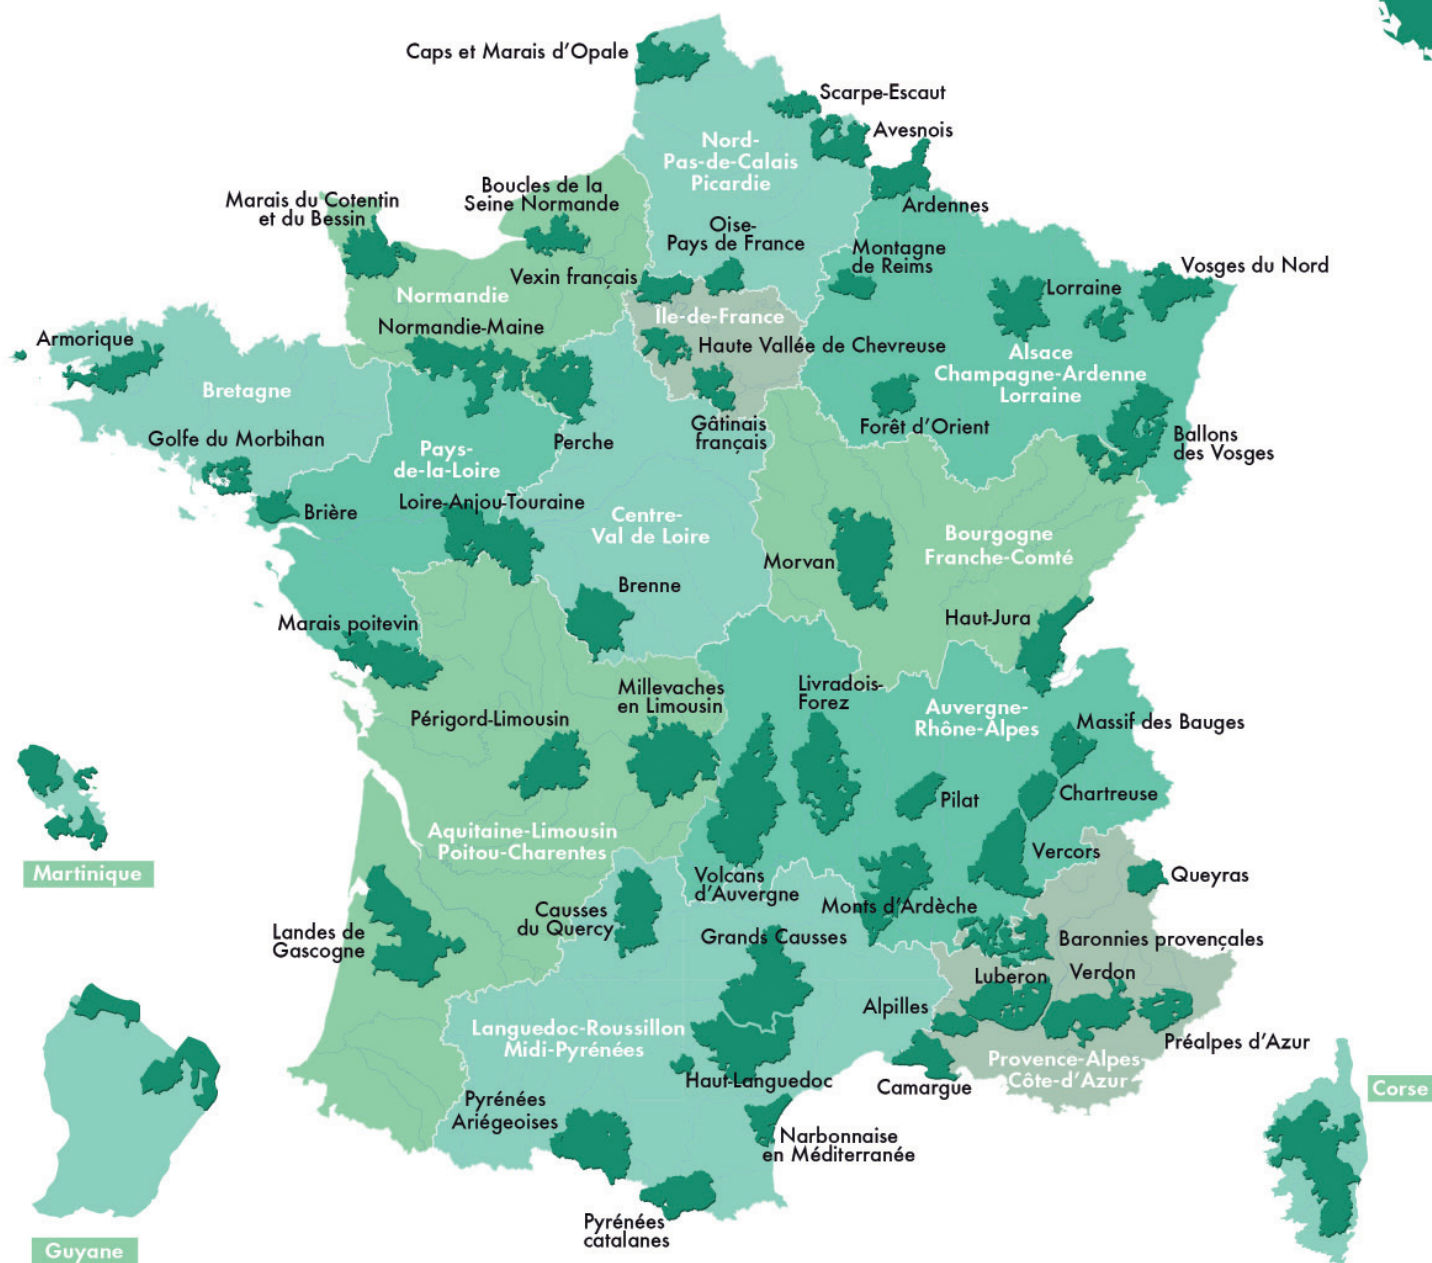 Caps et Marais d'Opale
Scarpe-Escaut
Avesnois
Nord-
Pas-de-Calais
Picardie
Ardennes
Marais du Cotentin
et du Bessin
Boucles de la
Seine Normande
Oise-
Pays de France
Montagne
de Reims
Vexin français
Vosges du Nord
Lorraine
Normandie
Île-de-France
Normandie-Maine
Armorique
Haute Vallée de Chevreuse
Alsace
Champagne-Ardenne
Lorraine
Bretagne
Golfe du Morbihan
Perche
Gâtinais
français
Forêt d'Orient
Ballons
des Vosges
Pays-
de-la-Loire
Brière
Loire-Anjou-Touraine
Centre-
Val de Loire
Bourgogne
Franche-Comté
Morvan
Brenne
Haut-Jura
Marais poitevin
Millevaches
en Limousin
Livradois-
Forez
Périgord-Limousin
Auvergne-
Rhône-Alpes
Massif des Bauges
Chartreuse
Pilat
Aquitaine-Limousin
Poitou-Charentes
Vercors
Martinique
Volcans
d'Auvergne
Queyras
Monts d'Ardèche
Causses
du Quercy
Landes de
Gascogne
Grands Causses
Baronnies provençales
Luberon
Verdon
Alpilles
Languedoc-Roussillon
Midi-Pyrénées
Préalpes d'Azur
Provence-Alpes-
Côte-d'Azur
Haut-Languedoc
Camargue
Corse
Pyrénées
Ariégeoises
Narbonnaise
en Méditerranée
Pyrénées
catalanes
Guyane